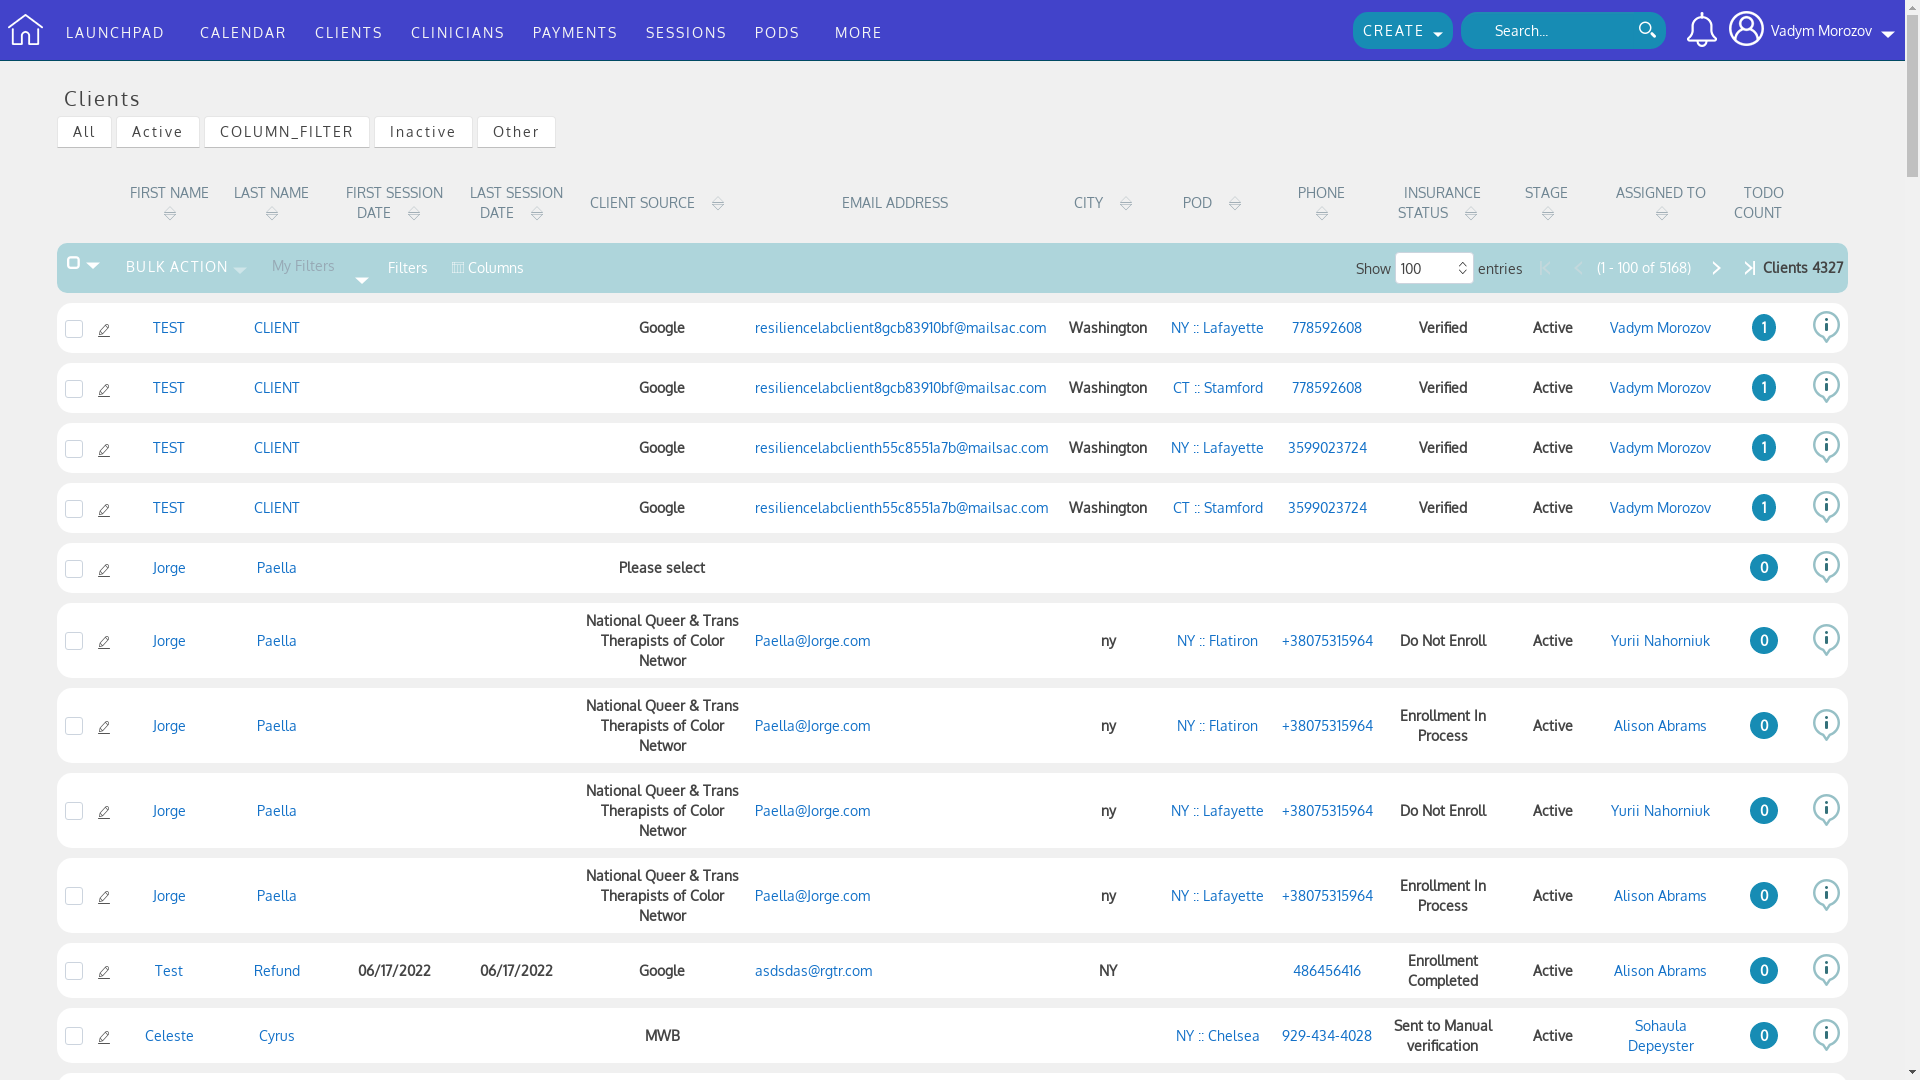 LAUNCHPAD CALENDAR CLIENTS CLINICIANS PAYMENTS SESSIONS PODS MORE CREATE Search... Vadym Morozov
Clients
All Active COLUMN_FILTER Inactive Other
FIRST NAME LAST NAME FIRST SESSION DATE LAST SESSION DATE CLIENT SOURCE EMAIL ADDRESS CITY POD PHONE INSURANCE STATUS STAGE ASSIGNED TO TODO COUNT
BULK ACTION My Filters Filters Columns Show 100 entries (1 - 100 of 5168) Clients 4327
TEST CLIENT Google resiliencelabclient8gcb83910bf@mailsac.com Washington NY :: Lafayette 778592608 Verified Active Vadym Morozov 1
TEST CLIENT Google resiliencelabclient8gcb83910bf@mailsac.com Washington CT :: Stamford 778592608 Verified Active Vadym Morozov 1
TEST CLIENT Google resiliencelabclienth55c8551a7b@mailsac.com Washington NY :: Lafayette 3599023724 Verified Active Vadym Morozov 1
TEST CLIENT Google resiliencelabclienth55c8551a7b@mailsac.com Washington CT :: Stamford 3599023724 Verified Active Vadym Morozov 1
Jorge Paella Please select 0
Jorge Paella National Queer & Trans Therapists of Color Networ Paella@Jorge.com ny NY :: Flatiron +38075315964 Do Not Enroll Active Yurii Nahorniuk 0
Jorge Paella National Queer & Trans Therapists of Color Networ Paella@Jorge.com ny NY :: Flatiron +38075315964 Enrollment In Process Active Alison Abrams 0
Jorge Paella National Queer & Trans Therapists of Color Networ Paella@Jorge.com ny NY :: Lafayette +38075315964 Do Not Enroll Active Yurii Nahorniuk 0
Jorge Paella National Queer & Trans Therapists of Color Networ Paella@Jorge.com ny NY :: Lafayette +38075315964 Enrollment In Process Active Alison Abrams 0
Test Refund 06/17/2022 06/17/2022 Google asdsdas@rgtr.com NY 486456416 Enrollment Completed Active Alison Abrams 0
Celeste Cyrus MWB NY :: Chelsea 929-434-4028 Sent to Manual verification Active Sohaula Depeyster 0